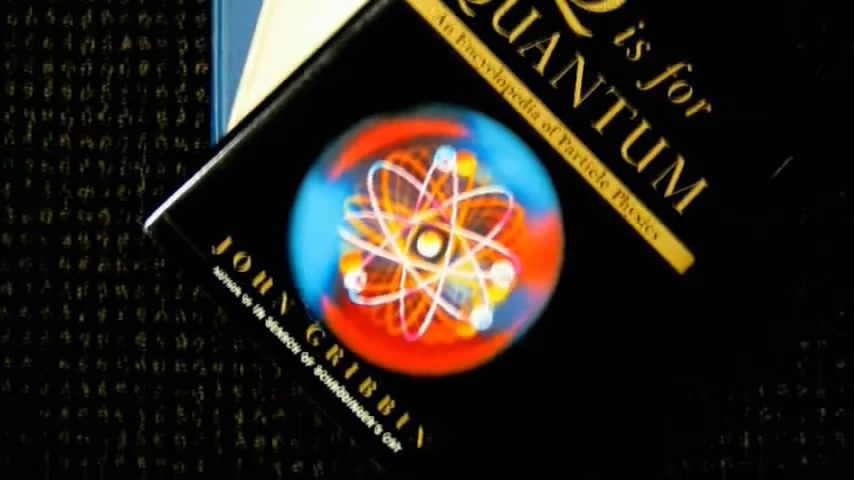 Q is for
QUANTUM
An Encyclopedia of Particle Physics
JOHN GRIBBIN
AUTHOR OF IN SEARCH OF SCHRÖDINGER'S CAT